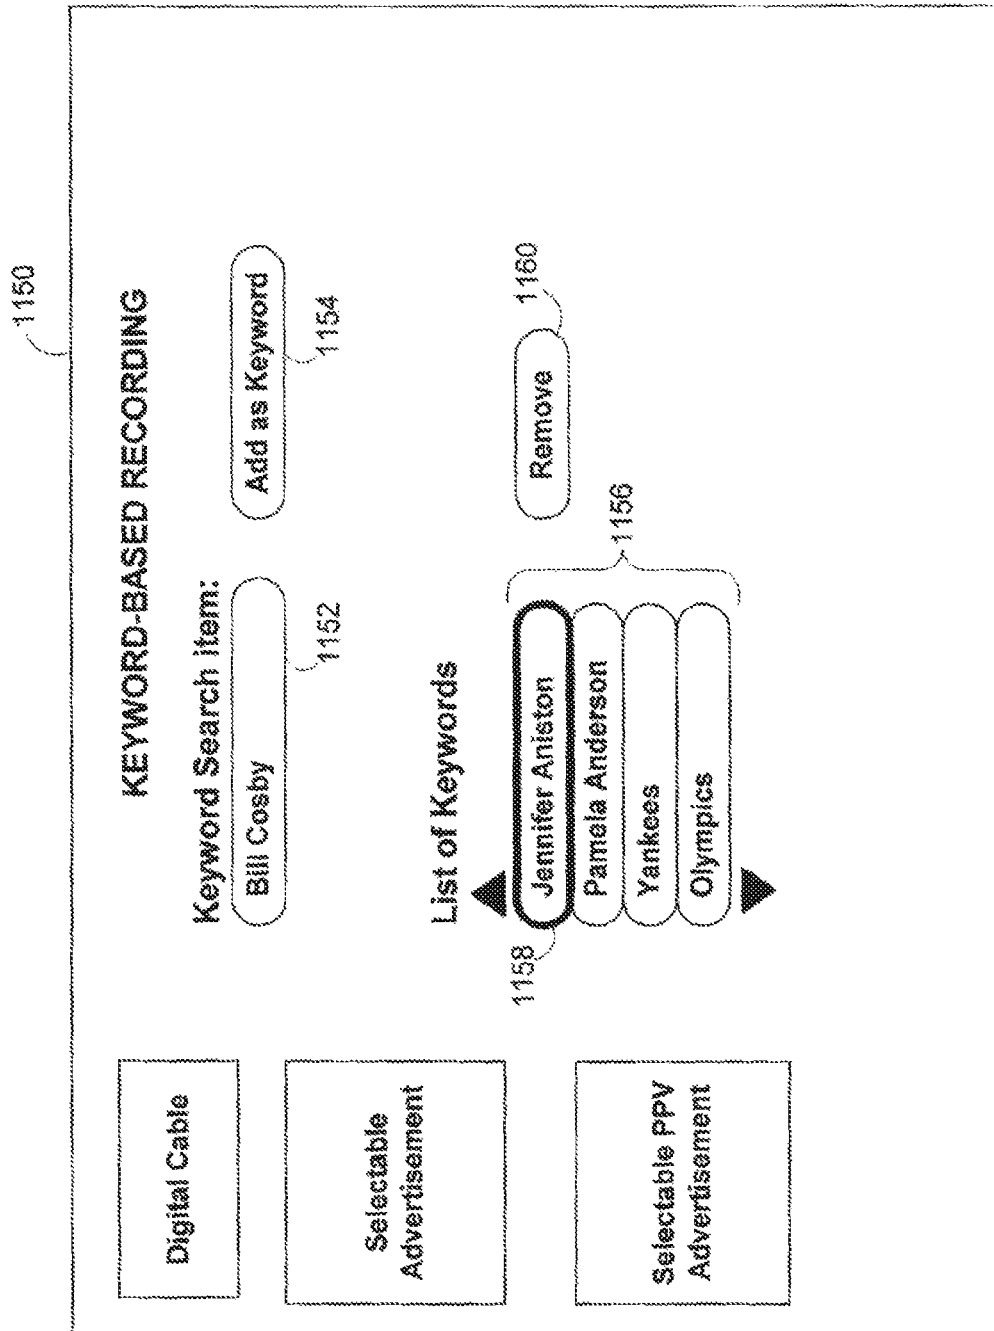 1150
KEYWORD-BASED RECORDING
Digital Cable
Keyword Search item:
Bill Cosby
Add as Keyword
1152
1154
Selectable
Advertisement
List of Keywords
1158
Jennifer Aniston
Remove
1160
Pamela Anderson
1156
Yankees
Olympics
Selectable PPV
Advertisement